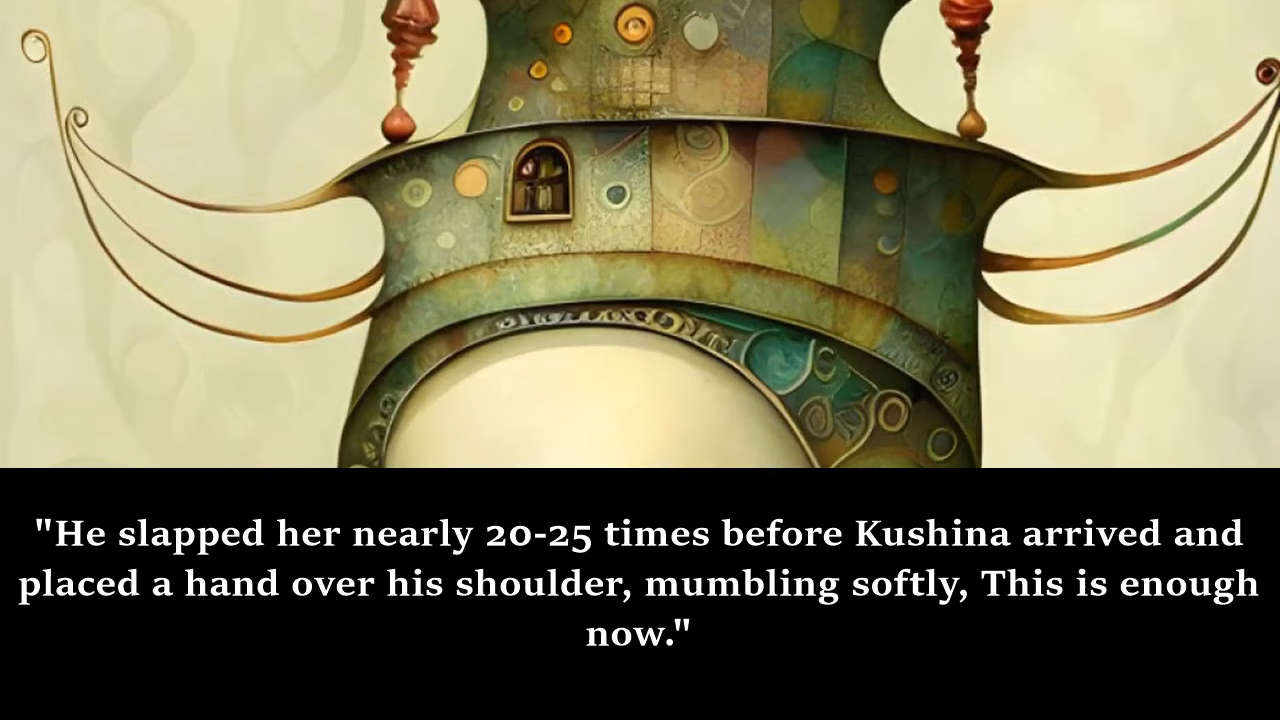 "He slapped her nearly 20-25 times before Kushina arrived and
placed a hand over his shoulder, mumbling softly, This is enough
now."